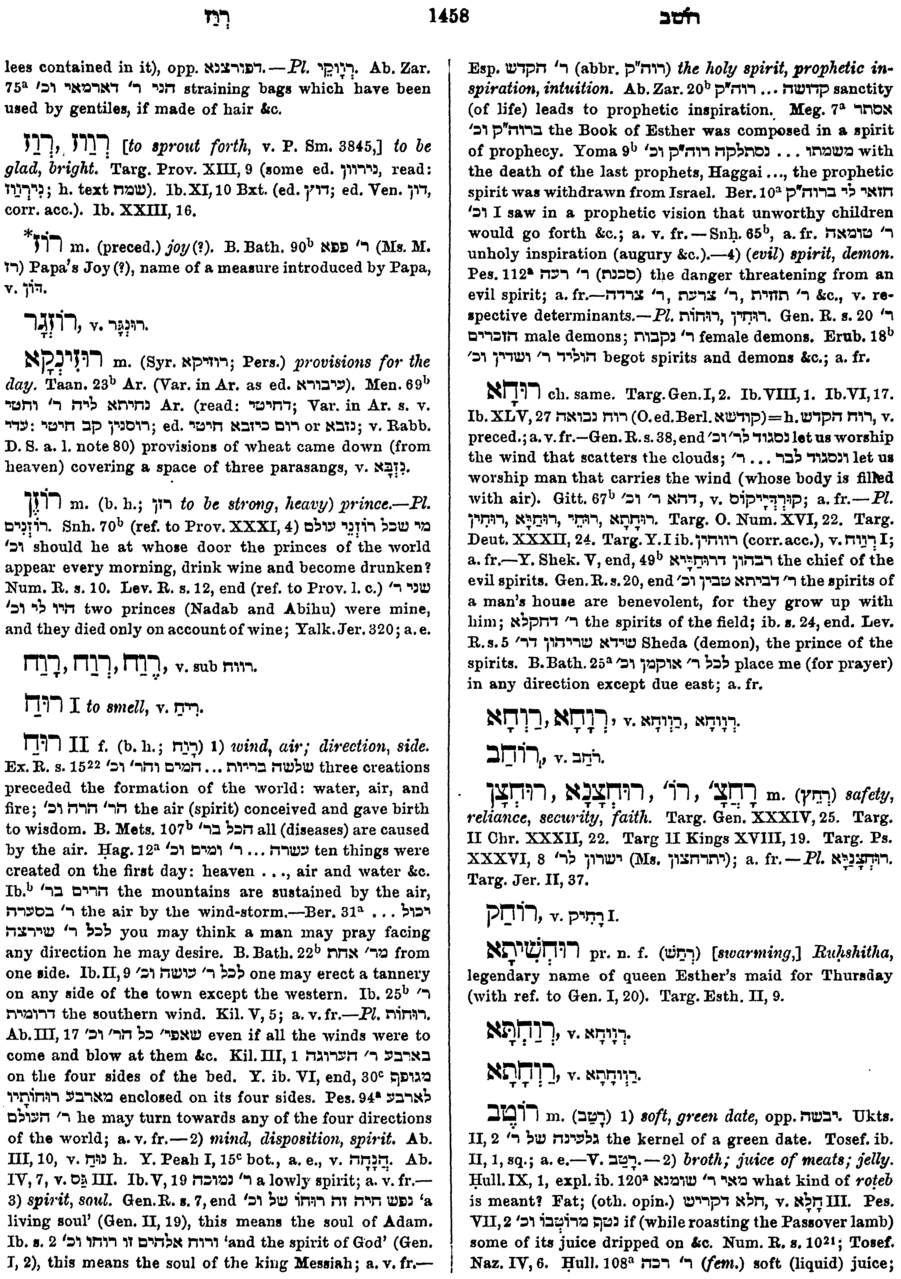 רְוַז 1458 רוֹטֵב
lees contained in it), opp. דפורצנא.—Pl. רְוָוקֵי. Ab. Zar.
75ᵃ חני ר' דארמאי וכ' straining bags which have been
used by gentiles, if made of hair &c.
רְוַז, רְווֹז [to sprout forth, v. P. Sm. 3845,] to be
glad, bright. Targ. Prov. XIII, 9 (some ed. נירווין, read:
; h. text שמח). Ib. XI, 10 Bxt. (ed. דייץ; ed. Ven. דוין,
corr. acc.). Ib. XXIII, 16.
*רוֹז m. (preced.) joy(?). B. Bath. 90ᵇ ר' פפא (Ms. M.
רז) Papa's Joy(?), name of a measure introduced by Papa,
v.
רוּזְגָר, v. רוּנְגָּר.
רוֹזִינְקָא m. (Syr. רוזיקא; Pers.) provisions for the
day. Taan. 23ᵇ Ar. (Var. in Ar. as ed. עיבורא). Men. 69ᵇ
נחיתא ליה ר' וחטי Ar. (read: דחיטי; Var. in Ar. s. v.
עדי: רוסנין קב חיטי; ed. רום כזיבא חיטי or נזבא; v. Rabb.
D. S. a. l. note 80) provisions of wheat came down (from
heaven) covering a space of three parasangs, v. נִזְבָּא.
רוֹזֵן m. (b. h.; רזן to be strong, heavy) prince.—Pl.
רוֹזְנִים. Snh. 70ᵇ (ref. to Prov. XXXI, 4) מי שכל רוזני עולם
וכ' should he at whose door the princes of the world
appear every morning, drink wine and become drunken?
Num. R. s. 10. Lev. R. s. 12, end (ref. to Prov. l. c.) שני ר'
היו לי וכ' two princes (Nadab and Abihu) were mine,
and they died only on account of wine; Yalk. Jer. 320; a. e.
רֶוַח, רְוַח, רָוַח, v. sub רווח.
רוּחַ I to smell, v. רִיחַ.
רוּחַ II f. (b. h.; רָוַח) 1) wind, air; direction, side.
Ex. R. s. 15²² שלשה בריות ... המים והר' וכ' three creations
preceded the formation of the world: water, air, and
fire; הר' הרה וכ' the air (spirit) conceived and gave birth
to wisdom. B. Mets. 107ᵇ הכל בר' all (diseases) are caused
by the air. Ḥag. 12ᵃ עשרה ... ר' ומים וכ' ten things were
created on the first day: heaven . . ., air and water &c.
Ib.ᵇ הרים בר' the mountains are sustained by the air,
ר' בסערה the air by the wind-storm.—Ber. 31ᵃ יכול ...
לכל ר' שירצה you may think a man may pray facing
any direction he may desire. B. Bath. 22ᵇ מר' אחת from
one side. Ib. II, 9 לכל ר' עושה וכ' one may erect a tannery
on any side of the town except the western. Ib. 25ᵇ ר'
דרומית the southern wind. Kil. V, 5; a. v. fr.—Pl. רוּחוֹת.
Ab. III, 17 שאפי' כל הר' וכ' even if all the winds were to
come and blow at them &c. Kil. III, 1 בארבע ר' הערוגה
on the four sides of the bed. Y. ib. VI, end, 30ᶜ מגופף
מארבע רוחותיו enclosed on its four sides. Pes. 94ᵃ לארבע
ר' העולם he may turn towards any of the four directions
of the world; a. v. fr.—2) mind, disposition, spirit. Ab.
III, 10, v. נוּחַ h. Y. Peah I, 15ᶜ bot., a. e., v. הֲנָחָה. Ab.
IV, 7, v. גַּס III. Ib. V, 19 ר' נמוכה a lowly spirit; a. v. fr.—
3) spirit, soul. Gen. R. s. 7, end נפש חיה זה רוחו של וכ' 'a
living soul' (Gen. II, 19), this means the soul of Adam.
Ib. s. 2 ורוח אלהים זו רוחו וכ' 'and the spirit of God' (Gen.
I, 2), this means the soul of the king Messiah; a. v. fr.—
Esp. ר' הקדש (abbr. רוה"ק) the holy spirit, prophetic in-
spiration, intuition. Ab. Zar. 20ᵇ קדושה ... רוה"ק sanctity
(of life) leads to prophetic inspiration. Meg. 7ᵃ אסתר
ברוה"ק וכ' the Book of Esther was composed in a spirit
of prophecy. Yoma 9ᵇ משמתו ... נסתלקה רוה"ק וכ' with
the death of the last prophets, Haggai ..., the prophetic
spirit was withdrawn from Israel. Ber. 10ᵃ חזאי לי ברוה"ק
וכ' I saw in a prophetic vision that unworthy children
would go forth &c.; a. v. fr.—Snh. 65ᵇ, a. fr. ר' טומאה
unholy inspiration (augury &c.).—4) (evil) spirit, demon.
Pes. 112ᵃ ר' רעה (סכנת) the danger threatening from an
evil spirit; a. fr.—ר' צרדה, ר' צרעת, ר' תזזית &c., v. re-
spective determinants.—Pl. רוּחוֹת, רוּחִין. Gen. R. s. 20 ר'
הזכרים male demons; ר' נקבות female demons. Erub. 18ᵇ
הוליד ר' ושדין וכ' begot spirits and demons &c.; a. fr.
רוּחָא ch. same. Targ. Gen. I, 2. Ib. VIII, 1. Ib. VI, 17.
Ib. XLV, 27 רוח נבואה (O. ed. Berl. קודשא)=h. רוח הקדש, v.
preced.; a. v. fr.—Gen. R. s. 38, end נסגוד לר' וכ' let us worship
the wind that scatters the clouds; ונסגוד לבר ... ר' let us
worship man that carries the wind (whose body is filled
with air). Gitt. 67ᵇ דהא ר' וכ', v. קוּרְדְּיָיקוֹס; a. fr.—Pl.
רוּחִין, רוּחַיָּא, רוּחֵי, רוּחָתָא. Targ. O. Num. XVI, 22. Targ.
Deut. XXXII, 24. Targ. Y. I ib. רווחין (corr. acc.), v. רְוַוח I;
a. fr.—Y. Shek. V, end, 49ᵇ רבהון דרוחייא the chief of the
evil spirits. Gen. R. s. 20, end ר' דביתא טבין וכ' the spirits of
a man's house are benevolent, for they grow up with
him; ר' דחקלא the spirits of the field; ib. s. 24, end. Lev.
R. s. 5 שידא שריהון דר' Sheda (demon), the prince of the
spirits. B. Bath. 25ᵃ לכל ר' אוקמן וכ' place me (for prayer)
in any direction except due east; a. fr.
רְוָחָא, רַוְחָא, v. רְווָחָא, רַוְוחָא.
רוֹחַב, v. רֹחַב.
רַחֲצָ', רוֹ', רוּחְצָנָא, רוּחְצָן m. (רְחַץ) safety,
reliance, security, faith. Targ. Gen. XXXIV, 25. Targ.
II Chr. XXXII, 22. Targ II Kings XVIII, 19. Targ. Ps.
XXXVI, 8 ישרון לר' (Ms. יתרחצון); a. fr.—Pl. רוּחְצָנַיָּא.
Targ. Jer. II, 37.
רוֹחַק, v. רָחִיק I.
רוּחֲשִׁיתָא pr. n. f. (רְחַשׁ) [swarming,] Ruḥshitha,
legendary name of queen Esther's maid for Thursday
(with ref. to Gen. I, 20). Targ. Esth. II, 9.
רְוַחְתָּא, v. רְוָוחָא.
רַוְחָתָא, v. רַוְוחָתָא.
רוֹטֶב m. (רָטַב) 1) soft, green date, opp. יבשה. Ukts.
II, 2 גלעינה של ר' the kernel of a green date. Tosef. ib.
II, 1, sq.; a. e.—V. רֹטֶב.—2) broth; juice of meats; jelly.
Ḥull. IX, 1, expl. ib. 120ᵃ מאי ר' שומנא what kind of roṭeb
is meant? Fat; (oth. opin.) חלא דקריש, v. חֵלָא III. Pes.
VII, 2 נטף מרוטבו וכ' if (while roasting the Passover lamb)
some of its juice dripped on &c. Num. R. s. 10²¹; Tosef.
Naz. IV, 6. Ḥull. 108ᵃ ר' רכה (fem.) soft (liquid) juice;